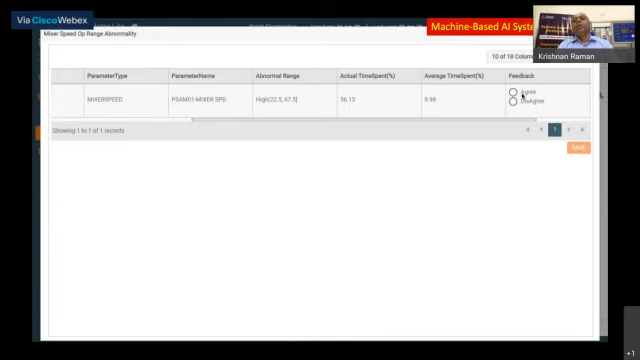 Via Cisco Webex
Mixer Speed Op Range Abnormality
Machine-Based AI Syste
10 of 18 Colum
Krishnan Raman
ParameterType ParameterName Abnormal Range Actual TimeSpent(%) Average TimeSpent(%) Feedback
MIXERSPEED PSAM01-MIXER SPD High(22.5, 67.5] 36.13 9.98 Agree
DisAgree
Showing 1 to 1 of 1 records 1
SAVE
+1